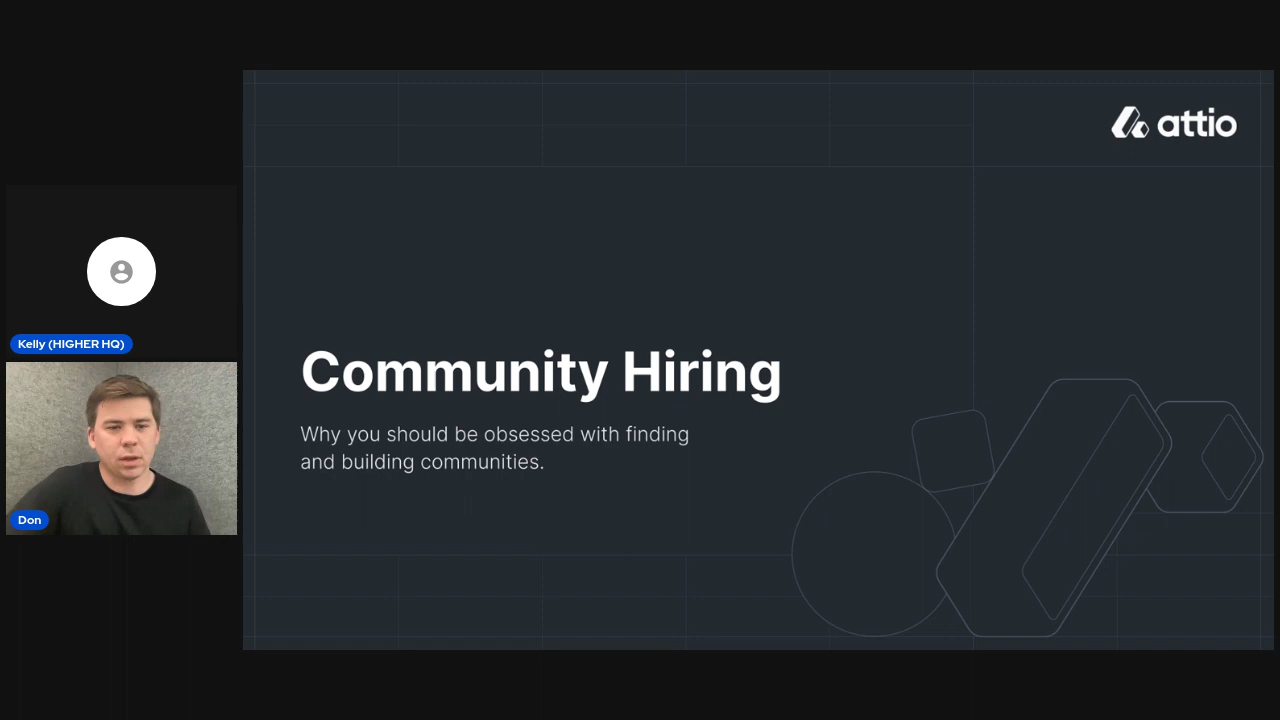 attio
Community Hiring
Why you should be obsessed with finding
and building communities.
Kelly (HIGHER HQ)
Don